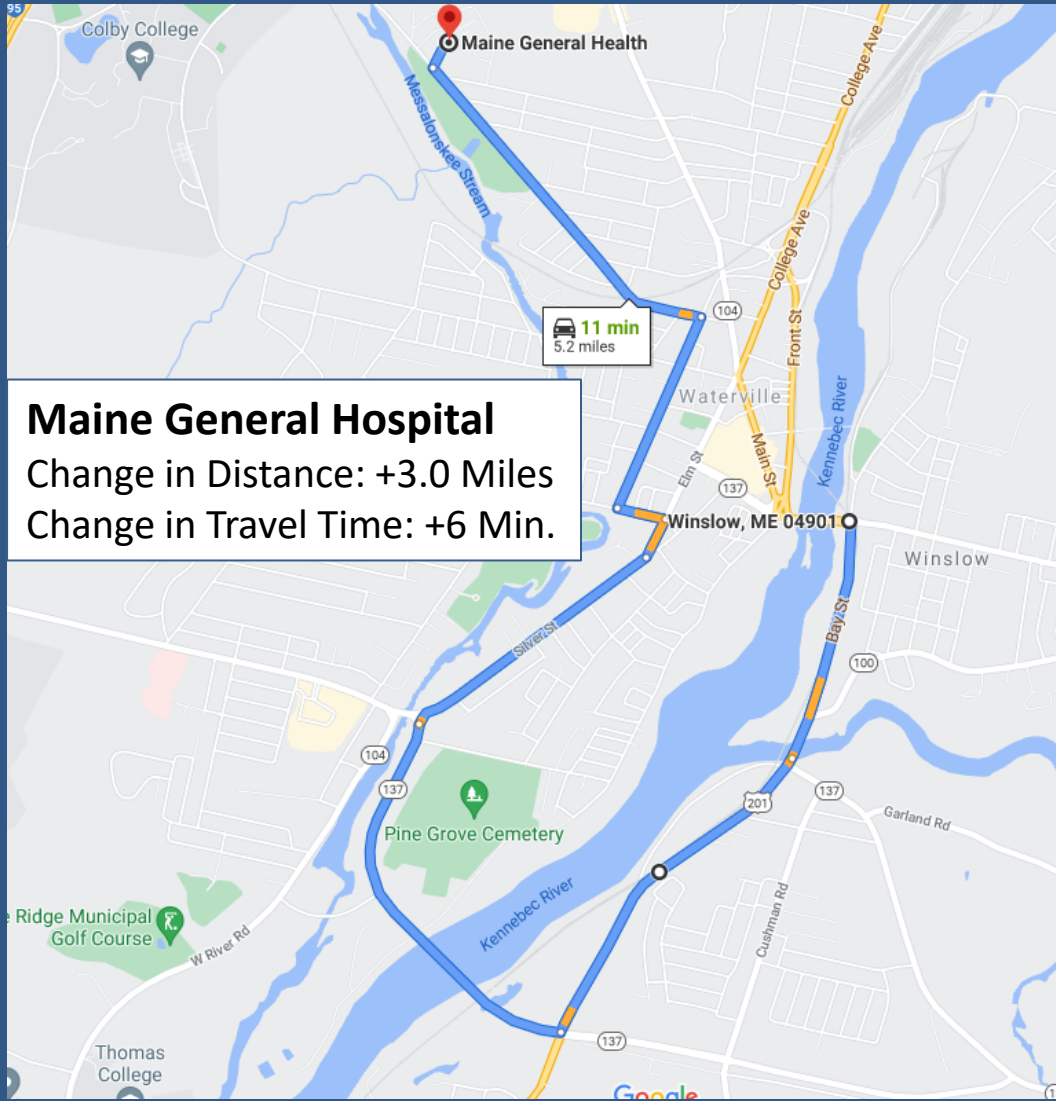 95
Colby College
Maine General Health
College Ave
Messalonskee Stream
College Ave
104
11 min
5.2 miles
Front St
Kennebec River
Waterville
Maine General Hospital
Change in Distance: +3.0 Miles
Change in Travel Time: +6 Min.
Main St
Elm St
137
Winslow, ME 04901
Winslow
Bay St
Silver St
100
104
137
201
137
Garland Rd
Pine Grove Cemetery
Kennebec River
Cushman Rd
e Ridge Municipal
Golf Course
W River Rd
137
Thomas
College
Google